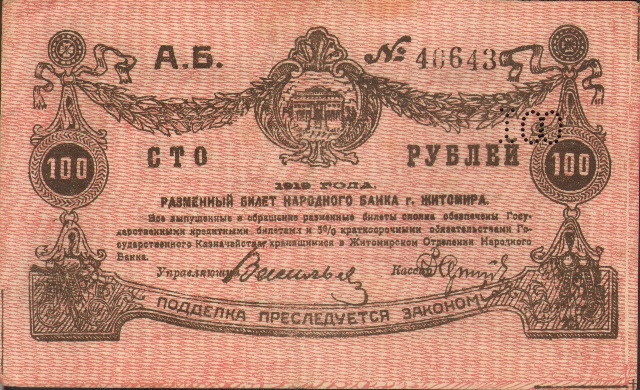 А.Б. № 40643
100 СТО РУБЛЕЙ 100
1919 ГОДА.
РАЗМЕННЫЙ БИЛЕТ НАРОДНОГО БАНКА г. ЖИТОМИРА.
Все выпущенные в обращение разменные билеты сполна обеспечены Госу-
дарственными кредитными билетами и 5% краткосрочными обязательствами Го-
сударственного Казначейства, хранящимися в Житомирском Отделении Народного
Банка.
Управляющий
ПОДДЕЛКА ПРЕСЛЕДУЕТСЯ ЗАКОНОМ